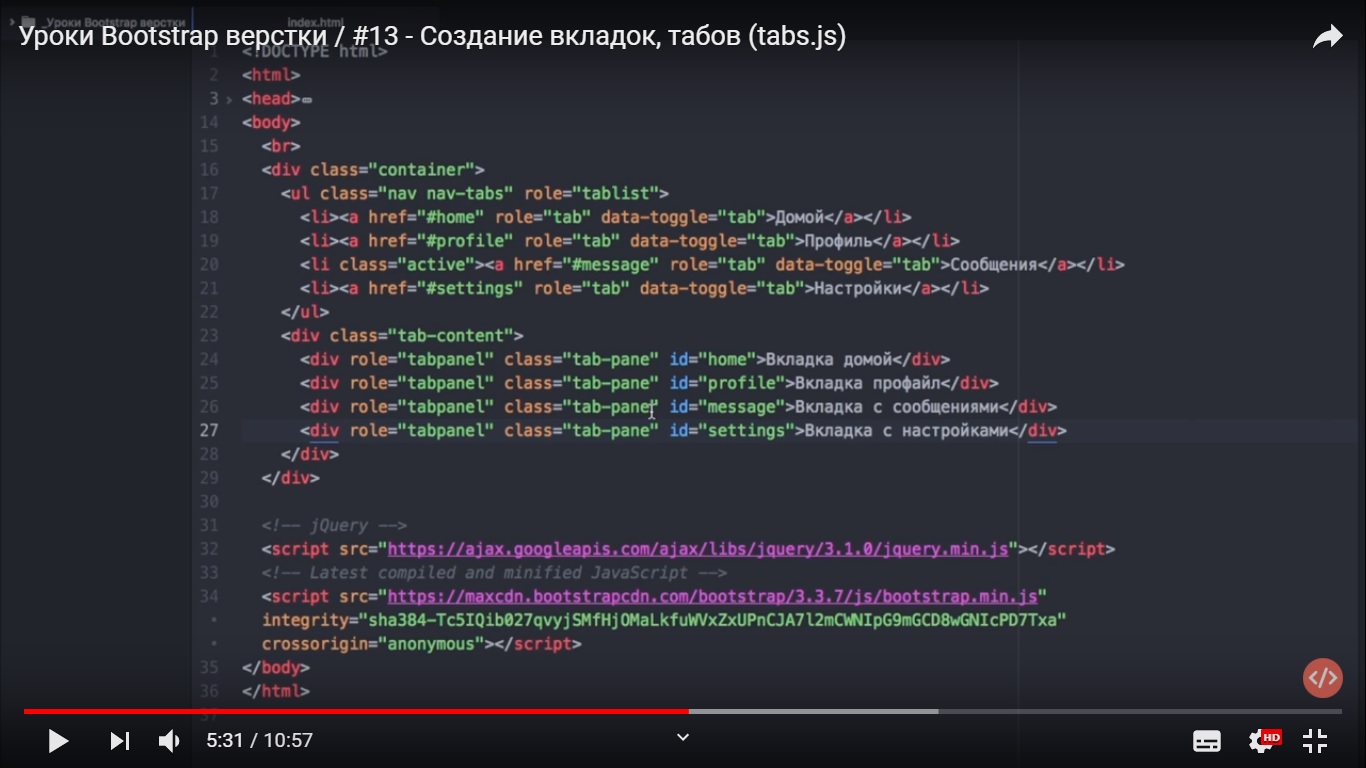 _Уроки Bootstrap верстки
index.html
Уроки Bootstrap верстки / #13 - Создание вкладок, табов (tabs.js)
1 <!DOCTYPE html>
2 <html>
3 <head>
14 <body>
15 <br>
16 <div class="container">
17 <ul class="nav nav-tabs" role="tablist">
18 <li><a href="#home" role="tab" data-toggle="tab">Домой</a></li>
19 <li><a href="#profile" role="tab" data-toggle="tab">Профиль</a></li>
20 <li class="active"><a href="#message" role="tab" data-toggle="tab">Сообщения</a></li>
21 <li><a href="#settings" role="tab" data-toggle="tab">Настройки</a></li>
22 </ul>
23 <div class="tab-content">
24 <div role="tabpanel" class="tab-pane" id="home">Вкладка домой</div>
25 <div role="tabpanel" class="tab-pane" id="profile">Вкладка профайл</div>
26 <div role="tabpanel" class="tab-pane" id="message">Вкладка с сообщениями</div>
27 <div role="tabpanel" class="tab-pane" id="settings">Вкладка с настройками</div>
28 </div>
29 </div>
30
31 <!-- jQuery -->
32 <script src="https://ajax.googleapis.com/ajax/libs/jquery/3.1.0/jquery.min.js"></script>
33 <!-- Latest compiled and minified JavaScript -->
34 <script src="https://maxcdn.bootstrapcdn.com/bootstrap/3.3.7/js/bootstrap.min.js"
integrity="sha384-Tc5IQib027qvyjSMfHjOMaLkfuWVxZxUPnCJA7l2mCWNIpG9mGCD8wGNIcPD7Txa"
crossorigin="anonymous"></script>
35 </body>
36 </html>
37
</>
5:31 / 10:57
HD